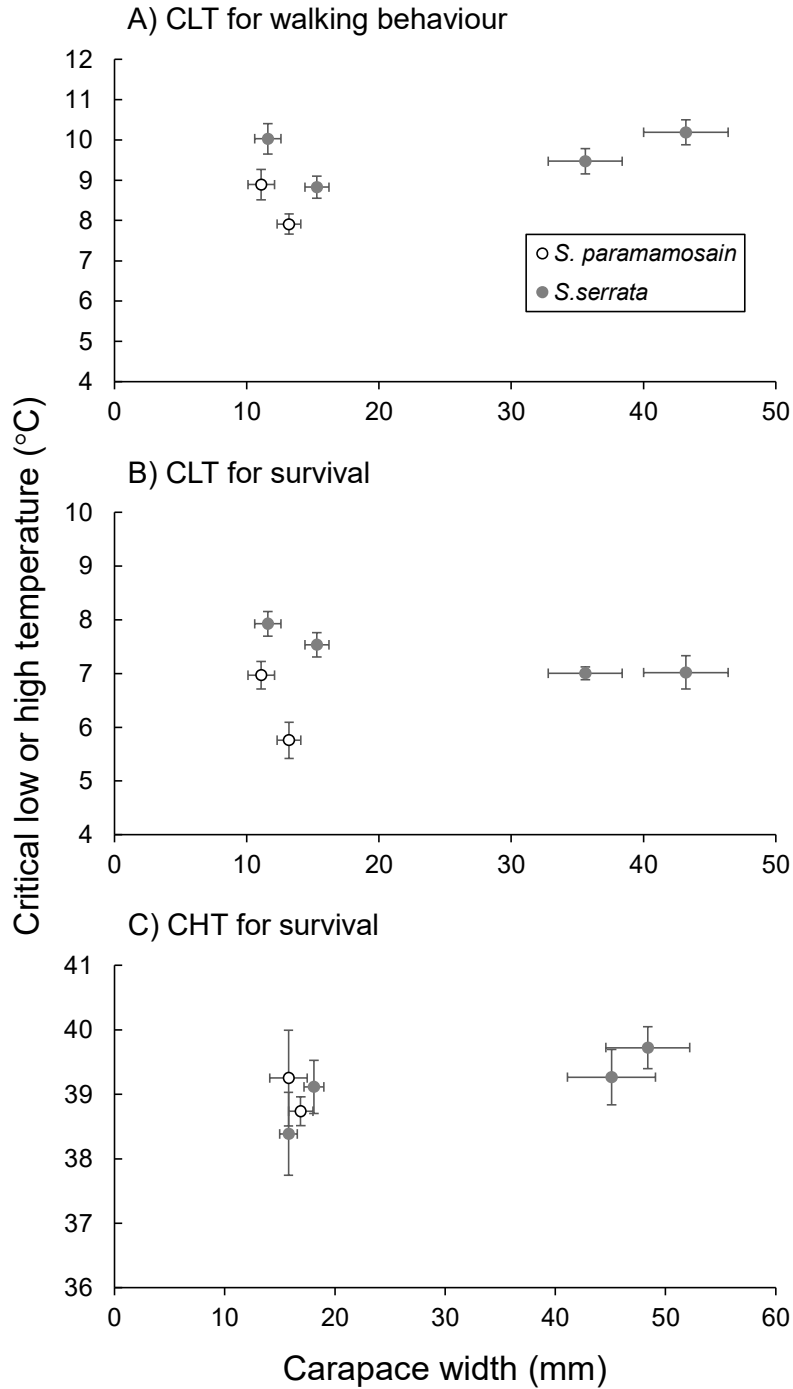 A) CLT for walking behaviour
12
11
10
9
8
7
6
5
4
0 10 20 30 40 50
S. paramamosain
S.serrata
B) CLT for survival
10
9
8
7
6
5
4
0 10 20 30 40 50
C) CHT for survival
41
40
39
38
37
36
0 10 20 30 40 50 60
Critical low or high temperature (°C)
Carapace width (mm)